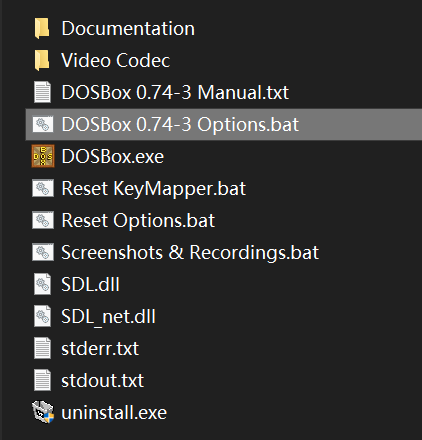 Documentation
Video Codec
DOSBox 0.74-3 Manual.txt
DOSBox 0.74-3 Options.bat
DOSBox.exe
Reset KeyMapper.bat
Reset Options.bat
Screenshots & Recordings.bat
SDL.dll
SDL_net.dll
stderr.txt
stdout.txt
uninstall.exe